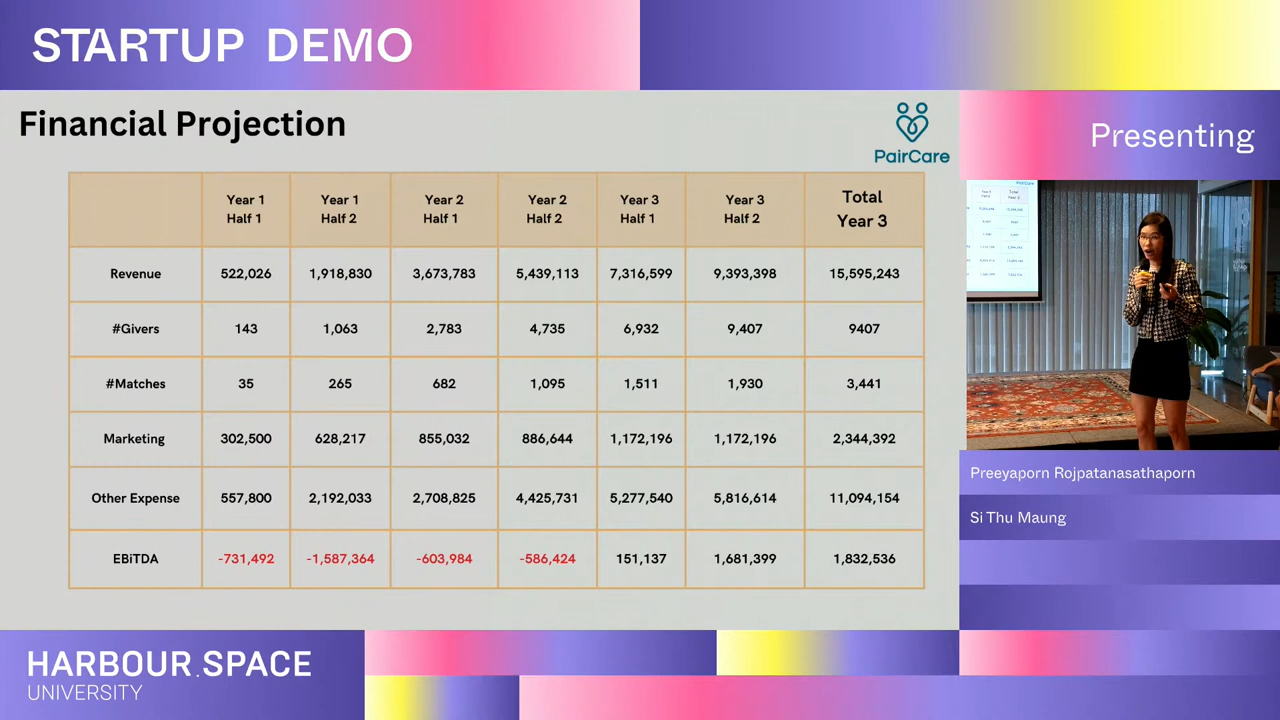 STARTUP DEMO
Financial Projection
PairCare
Presenting
Year 1 Half 1 Year 1 Half 2 Year 2 Half 1 Year 2 Half 2 Year 3 Half 1 Year 3 Half 2 Total Year 3
Revenue 522,026 1,918,830 3,673,783 5,439,113 7,316,599 9,393,398 15,595,243
#Givers 143 1,063 2,783 4,735 6,932 9,407 9407
#Matches 35 265 682 1,095 1,511 1,930 3,441
Marketing 302,500 628,217 855,032 886,644 1,172,196 1,172,196 2,344,392
Other Expense 557,800 2,192,033 2,708,825 4,425,731 5,277,540 5,816,614 11,094,154
EBiTDA -731,492 -1,587,364 -603,984 -586,424 151,137 1,681,399 1,832,536
Preeyaporn Rojpatanasathaporn
Si Thu Maung
HARBOUR.SPACE
UNIVERSITY